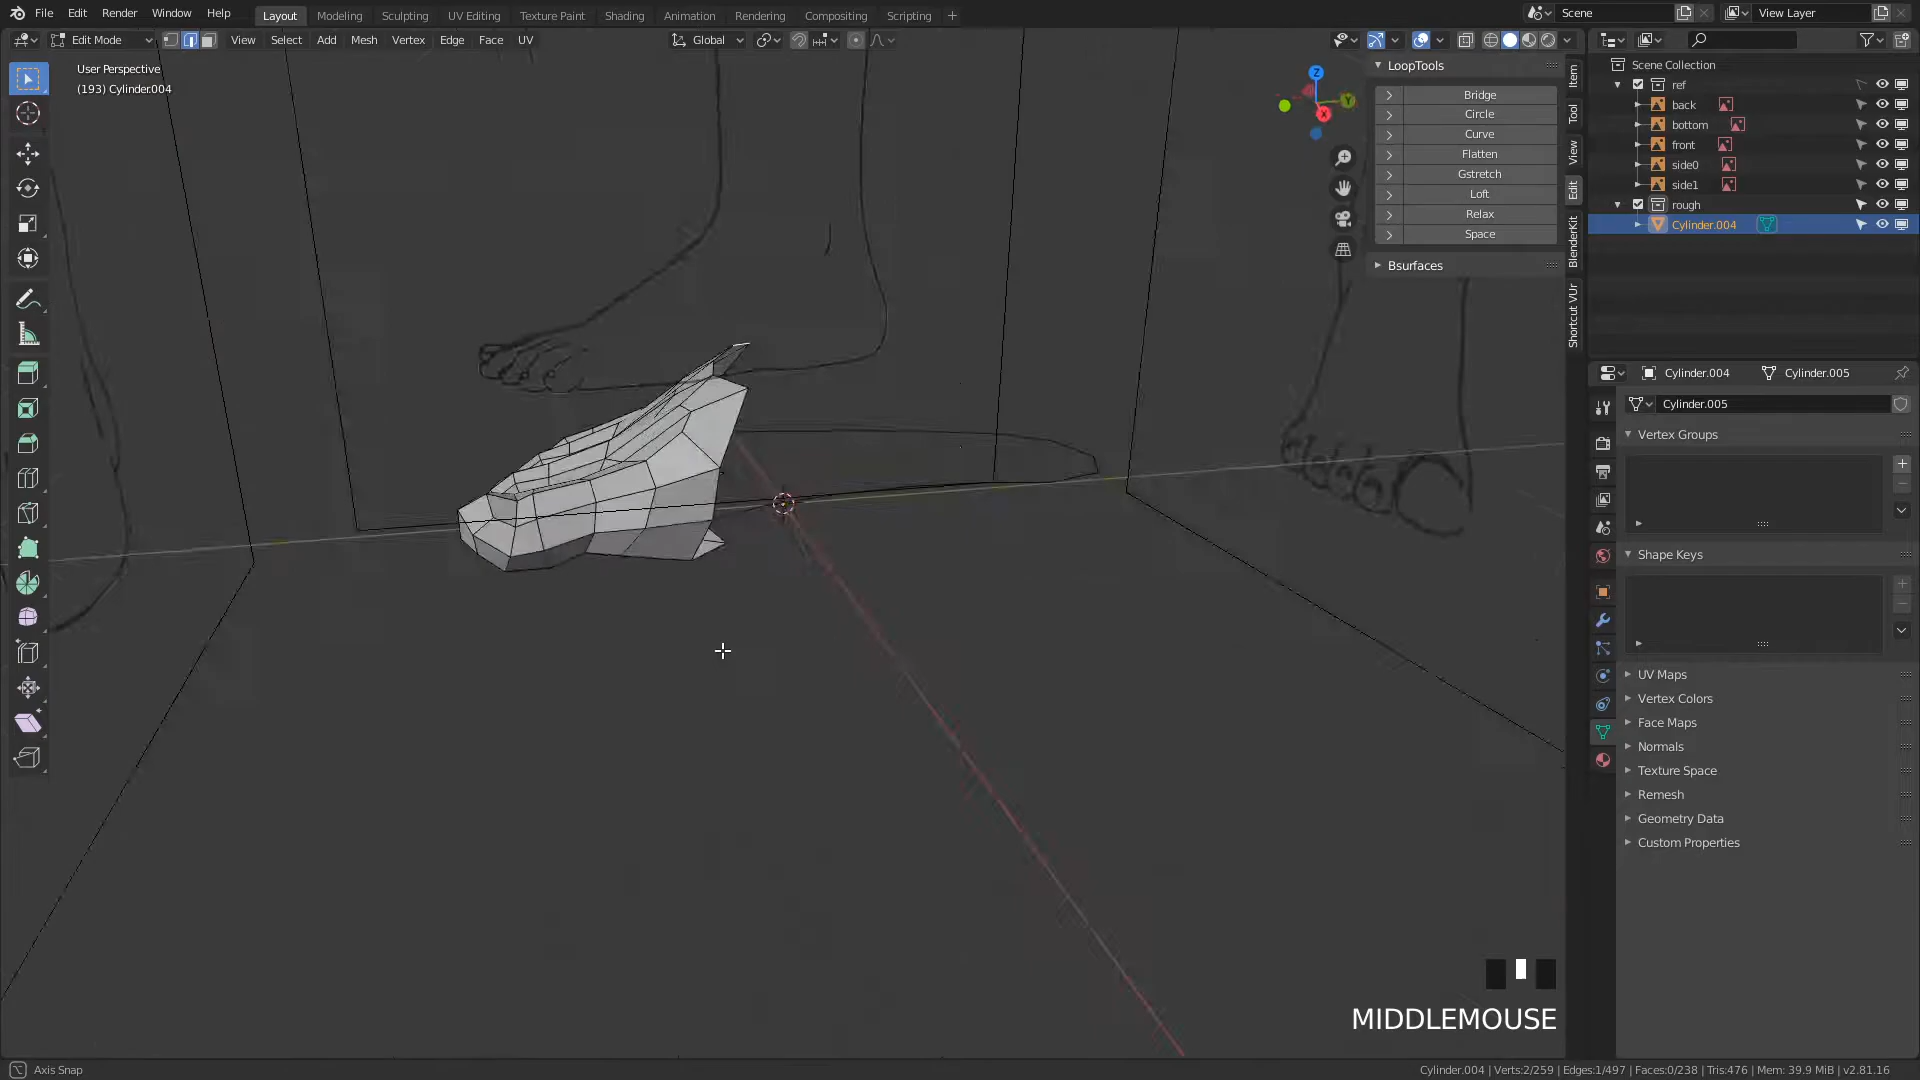 File Edit Render Window Help Layout Modeling Sculpting UV Editing Texture Paint Shading Animation Rendering Compositing Scripting + Scene View Layer
Edit Mode View Select Add Mesh Vertex Edge Face UV Global
User Perspective
(193) Cylinder.004
LoopTools
Bridge
Circle
Curve
Flatten
Gstretch
Loft
Relax
Space
Bsurfaces
Item
Tool
View
Edit
BlenderKit
Shortcut VUr
Z
Y
X
Scene Collection
ref
back
bottom
front
side0
side1
rough
Cylinder.004
Cylinder.004 Cylinder.005
Cylinder.005
Vertex Groups
Shape Keys
UV Maps
Vertex Colors
Face Maps
Normals
Texture Space
Remesh
Geometry Data
Custom Properties
MIDDLEMOUSE
Axis Snap
Cylinder.004 | Verts:2/259 | Edges:1/497 | Faces:0/238 | Tris:476 | Mem: 39.9 MiB | v2.81.16